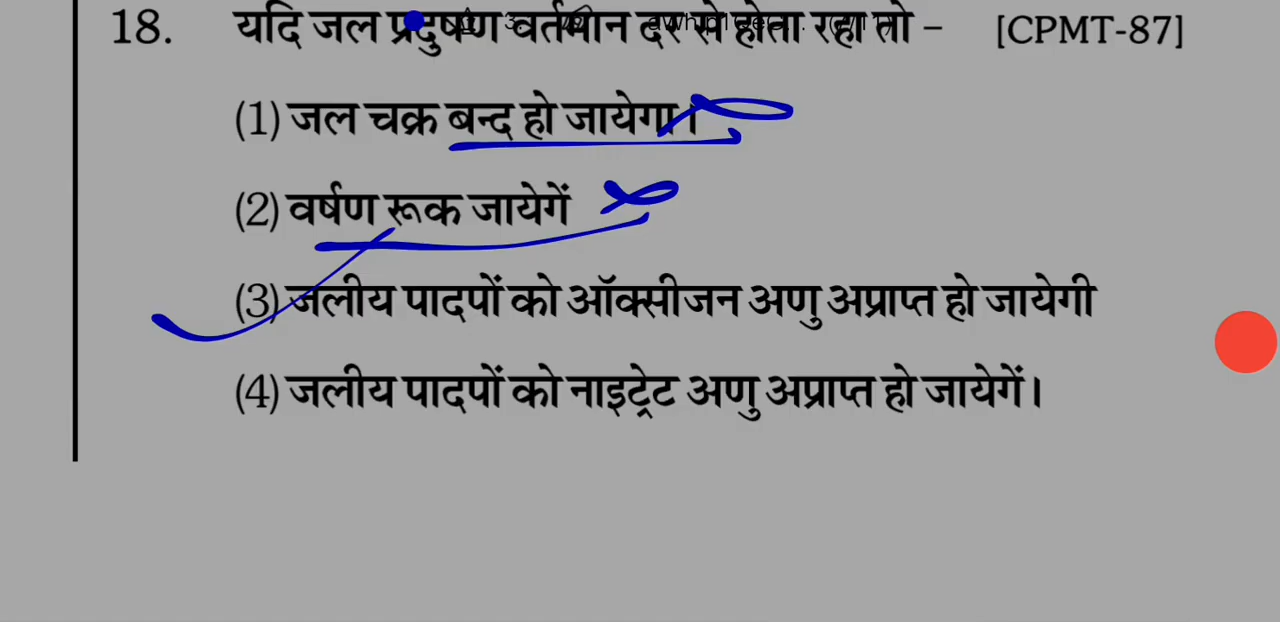 18. यदि जल प्रदुषण वर्तमान दर से होता रहा तो – [CPMT-87]
(1) जल चक्र बन्द हो जायेगा।
(2) वर्षण रूक जायेगें
(3) जलीय पादपों को ऑक्सीजन अणु अप्राप्त हो जायेगी
(4) जलीय पादपों को नाइट्रेट अणु अप्राप्त हो जायेगें।